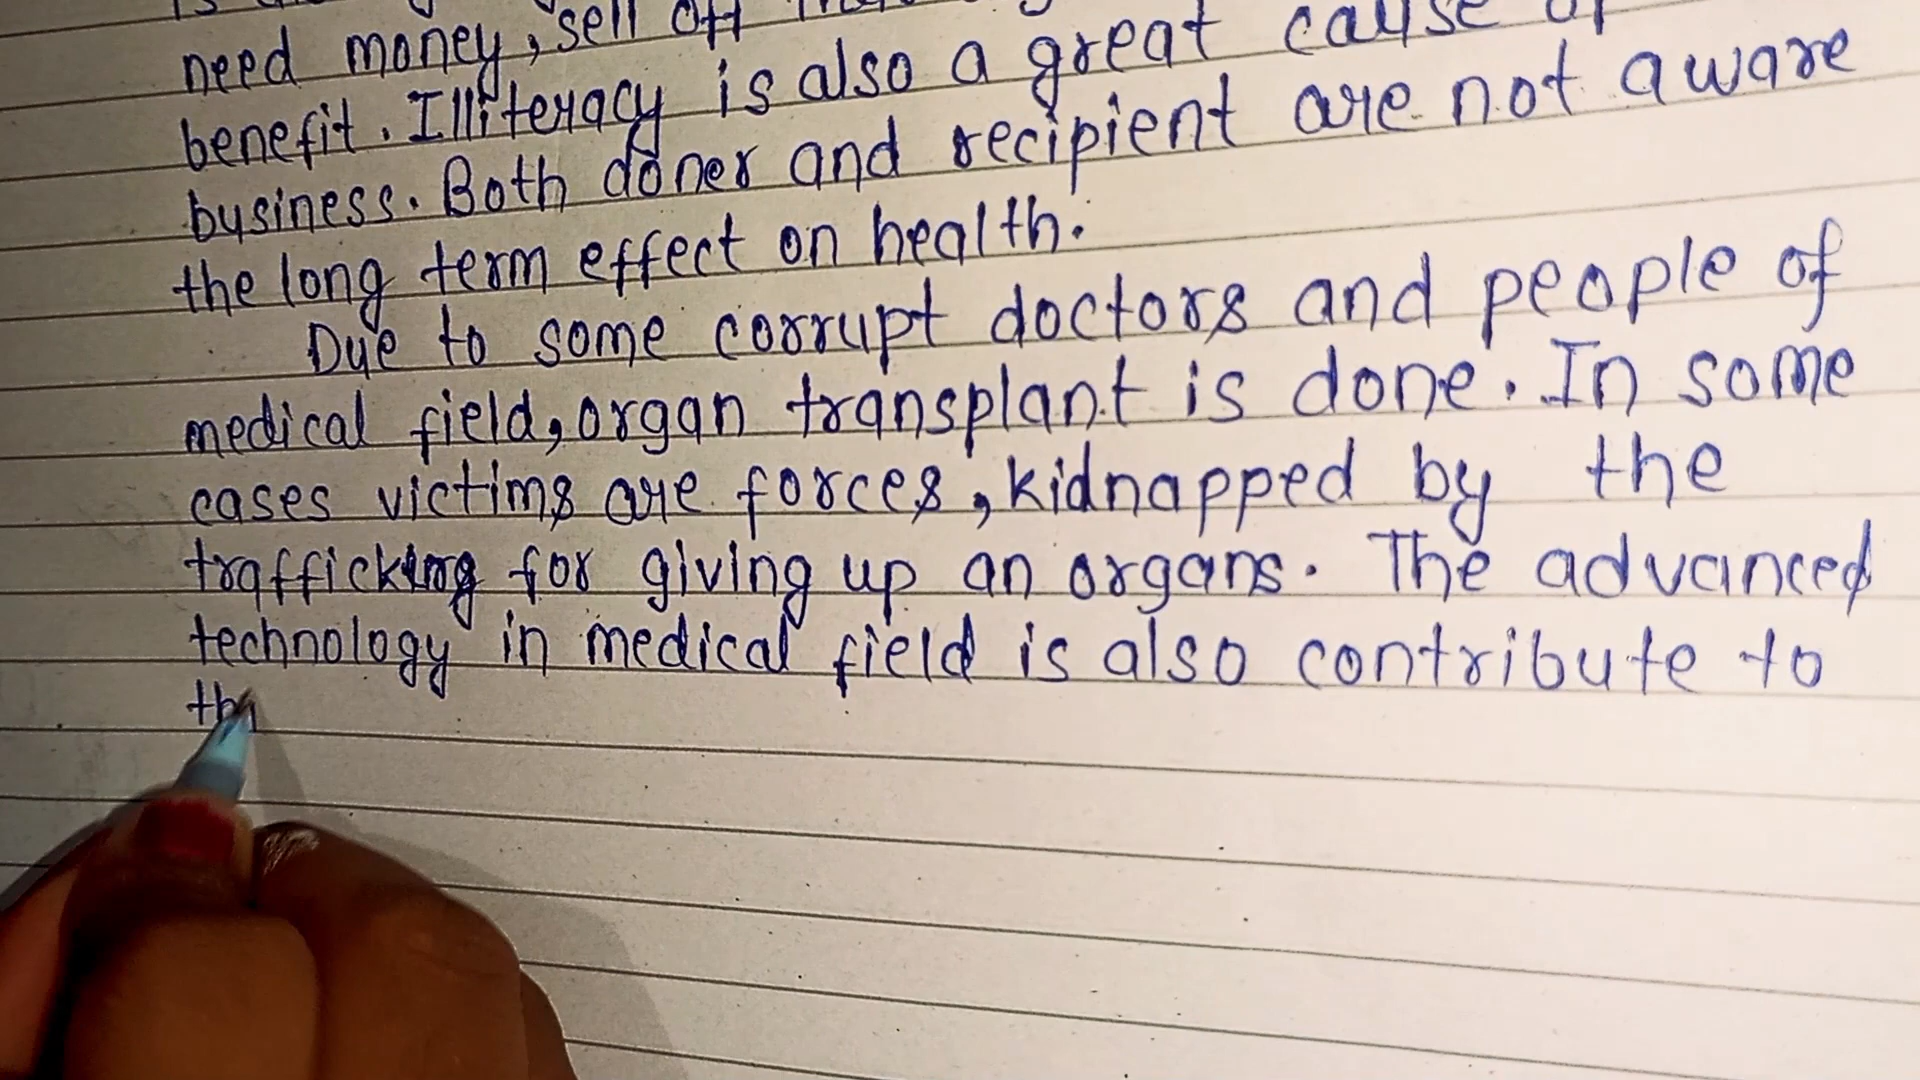 need money, sell off
benefit. Illiteracy is also a great cause of
business. Both doner and recipient are not aware
the long term effect on health.
Due to some corrupt doctors and people of
medical field, organ transplant is done. In some
cases victims are forces, kidnapped by the
trafficking for giving up an organs. The advanced
technology in medical field is also contribute to